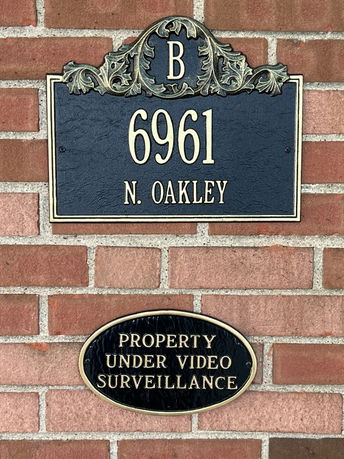 B
6961
N. OAKLEY
PROPERTY
UNDER VIDEO
SURVEILLANCE